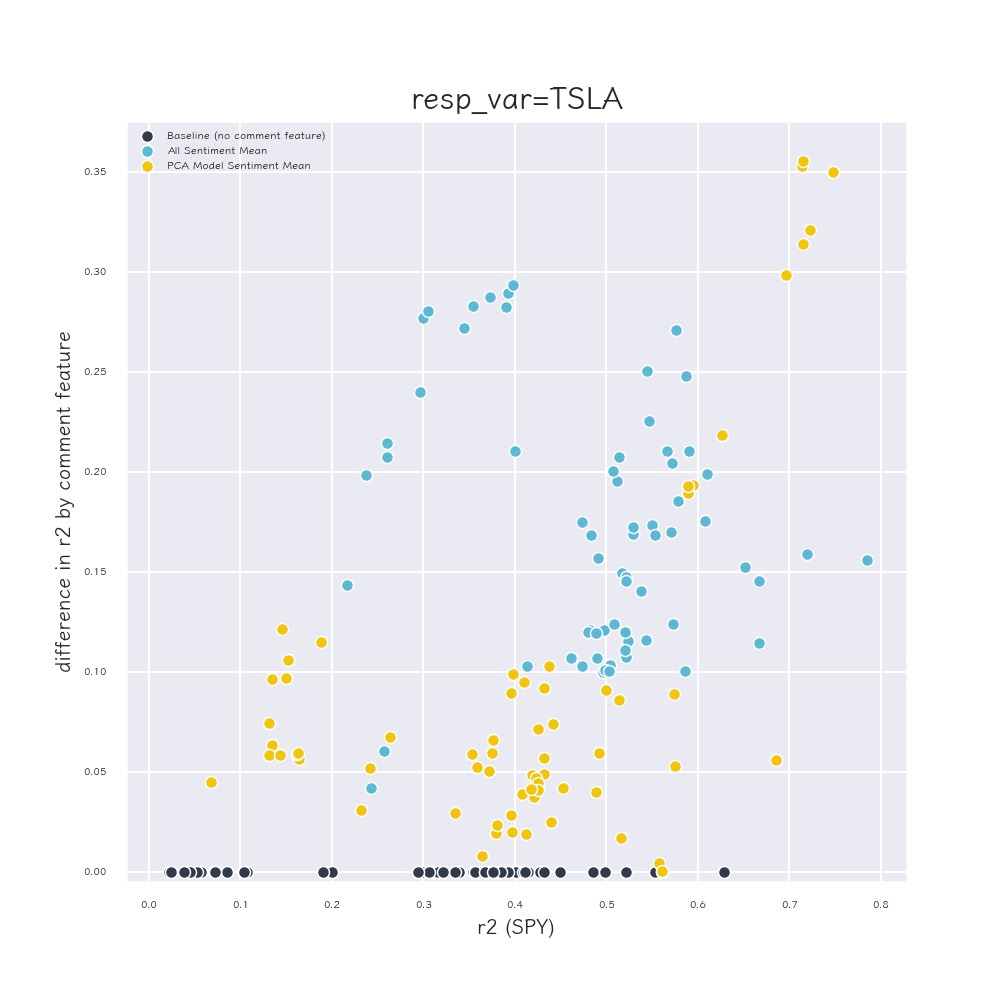 resp_var=TSLA
Baseline (no comment feature)
All Sentiment Mean
PCA Model Sentiment Mean
difference in r2 by comment feature
0.35
0.30
0.25
0.20
0.15
0.10
0.05
0.00
0.0 0.1 0.2 0.3 0.4 0.5 0.6 0.7 0.8
r2 (SPY)